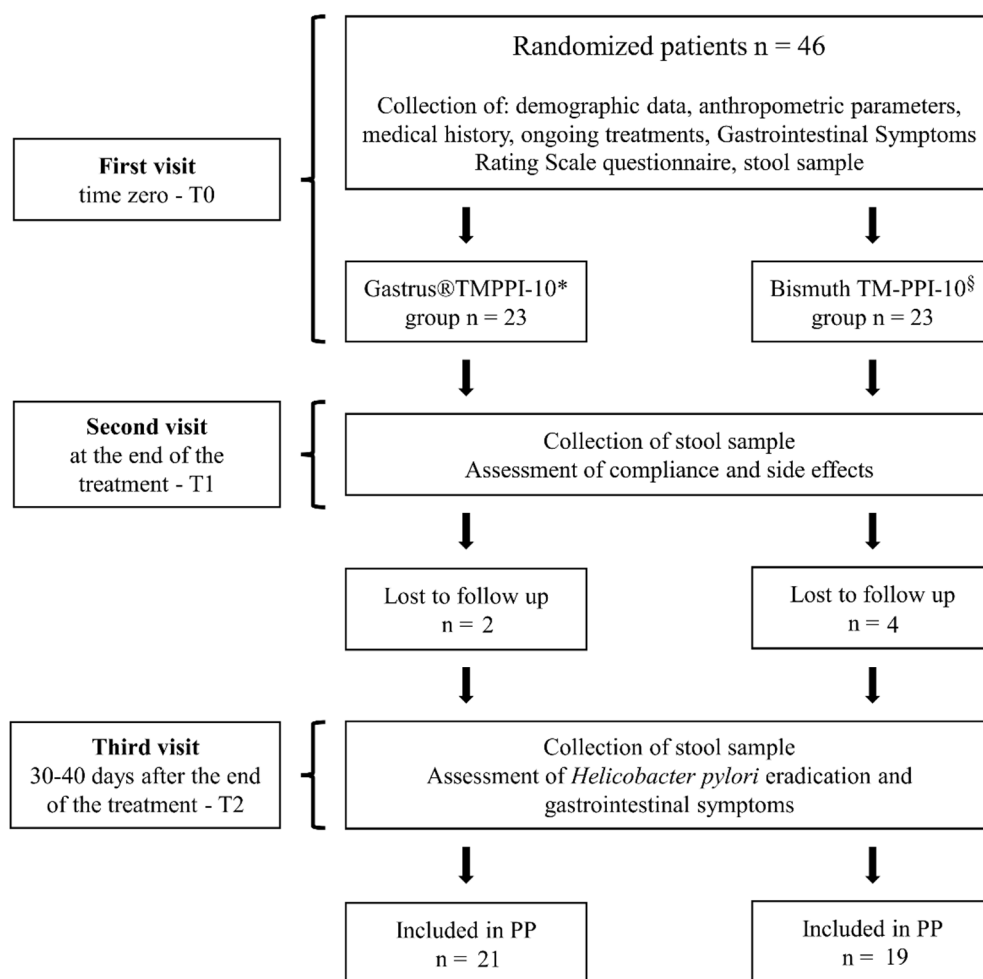 Randomized patients n = 46
Collection of: demographic data, anthropometric parameters,
medical history, ongoing treatments, Gastrointestinal Symptoms
Rating Scale questionnaire, stool sample
First visit
time zero - T0
Gastrus®TMPPI-10*
group n = 23
Bismuth TM-PPI-10§
group n = 23
Second visit
at the end of the
treatment - T1
Collection of stool sample
Assessment of compliance and side effects
Lost to follow up
n = 2
Lost to follow up
n = 4
Third visit
30-40 days after the end
of the treatment - T2
Collection of stool sample
Assessment of Helicobacter pylori eradication and
gastrointestinal symptoms
Included in PP
n = 21
Included in PP
n = 19